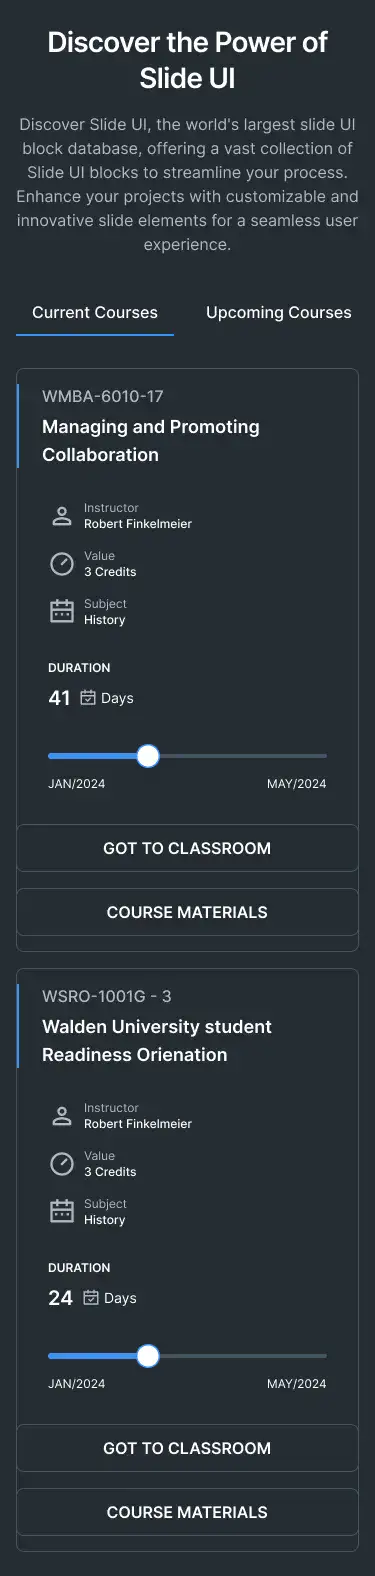 Discover the Power of
Slide UI
Discover Slide UI, the world's largest slide UI
block database, offering a vast collection of
Slide UI blocks to streamline your process.
Enhance your projects with customizable and
innovative slide elements for a seamless user
experience.
Current Courses
Upcoming Courses
WMBA-6010-17
Managing and Promoting
Collaboration
Instructor
Robert Finkelmeier
Value
3 Credits
Subject
History
DURATION
41 Days
JAN/2024
MAY/2024
GOT TO CLASSROOM
COURSE MATERIALS
WSRO-1001G - 3
Walden University student
Readiness Orienation
Instructor
Robert Finkelmeier
Value
3 Credits
Subject
History
DURATION
24 Days
JAN/2024
MAY/2024
GOT TO CLASSROOM
COURSE MATERIALS